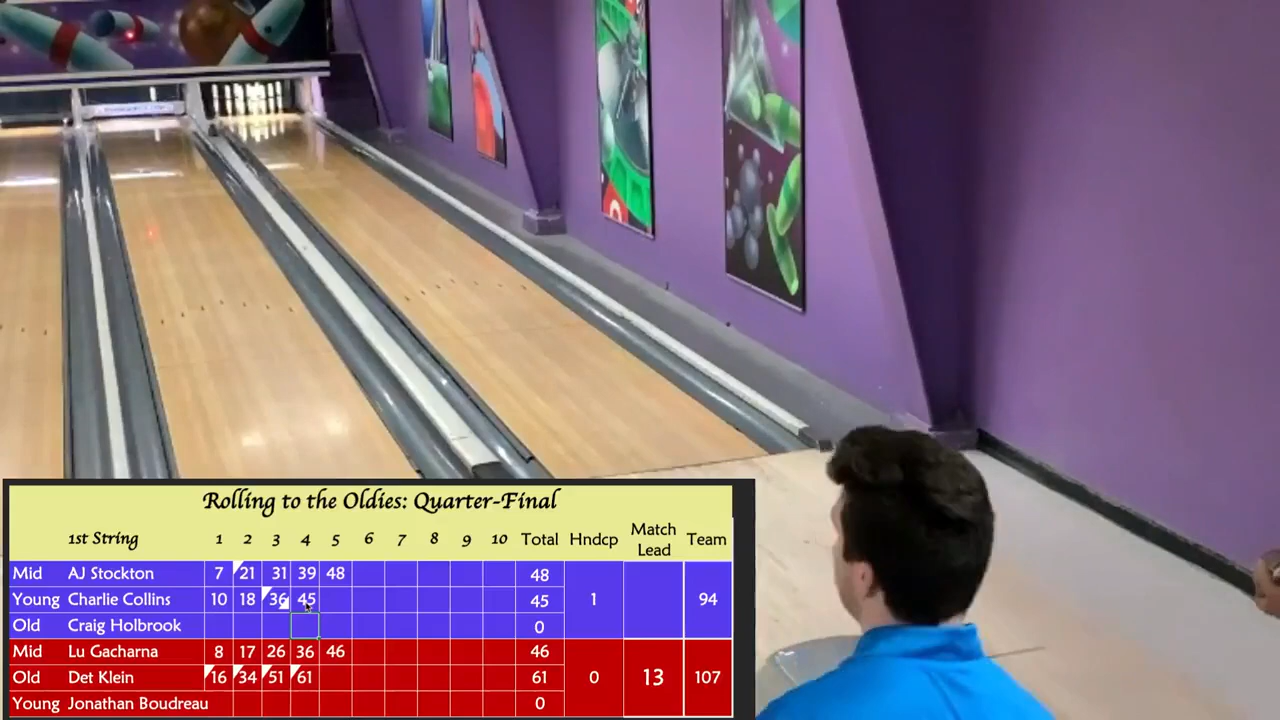 Rolling to the Oldies: Quarter-Final
1st String 1 2 3 4 5 6 7 8 9 10 Total Hndcp Match Lead Team
Mid AJ Stockton 7 21 31 39 48 48
Young Charlie Collins 10 18 36 45 45 1 94
Old Craig Holbrook 0
Mid Lu Gacharna 8 17 26 36 46 46
Old Det Klein 16 34 51 61 61 0 13 107
Young Jonathan Boudreau 0